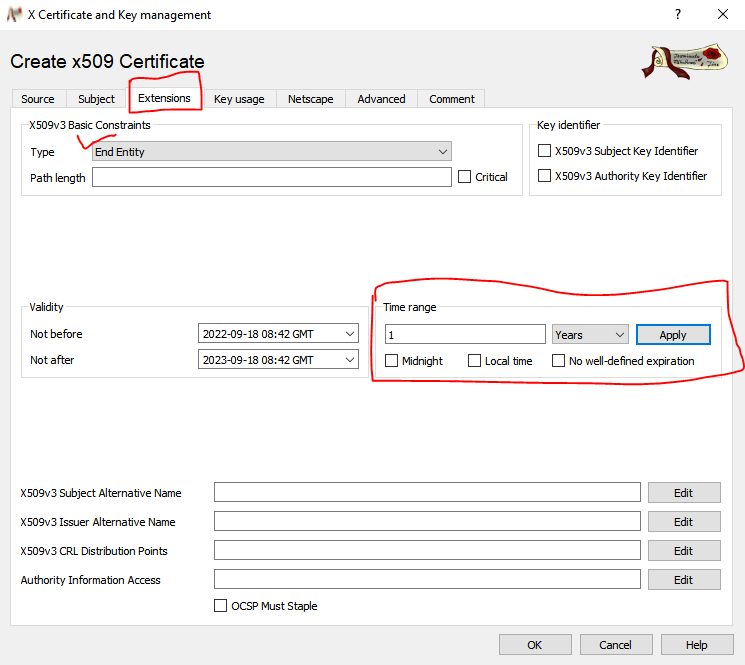 X Certificate and Key management
Create x509 Certificate
Source Subject Extensions Key usage Netscape Advanced Comment
X509v3 Basic Constraints
Type End Entity
Path length Critical
Key identifier
X509v3 Subject Key Identifier
X509v3 Authority Key Identifier
Validity
Not before 2022-09-18 08:42 GMT
Not after 2023-09-18 08:42 GMT
Time range
1 Years Apply
Midnight Local time No well-defined expiration
X509v3 Subject Alternative Name Edit
X509v3 Issuer Alternative Name Edit
X509v3 CRL Distribution Points Edit
Authority Information Access Edit
OCSP Must Staple
OK Cancel Help